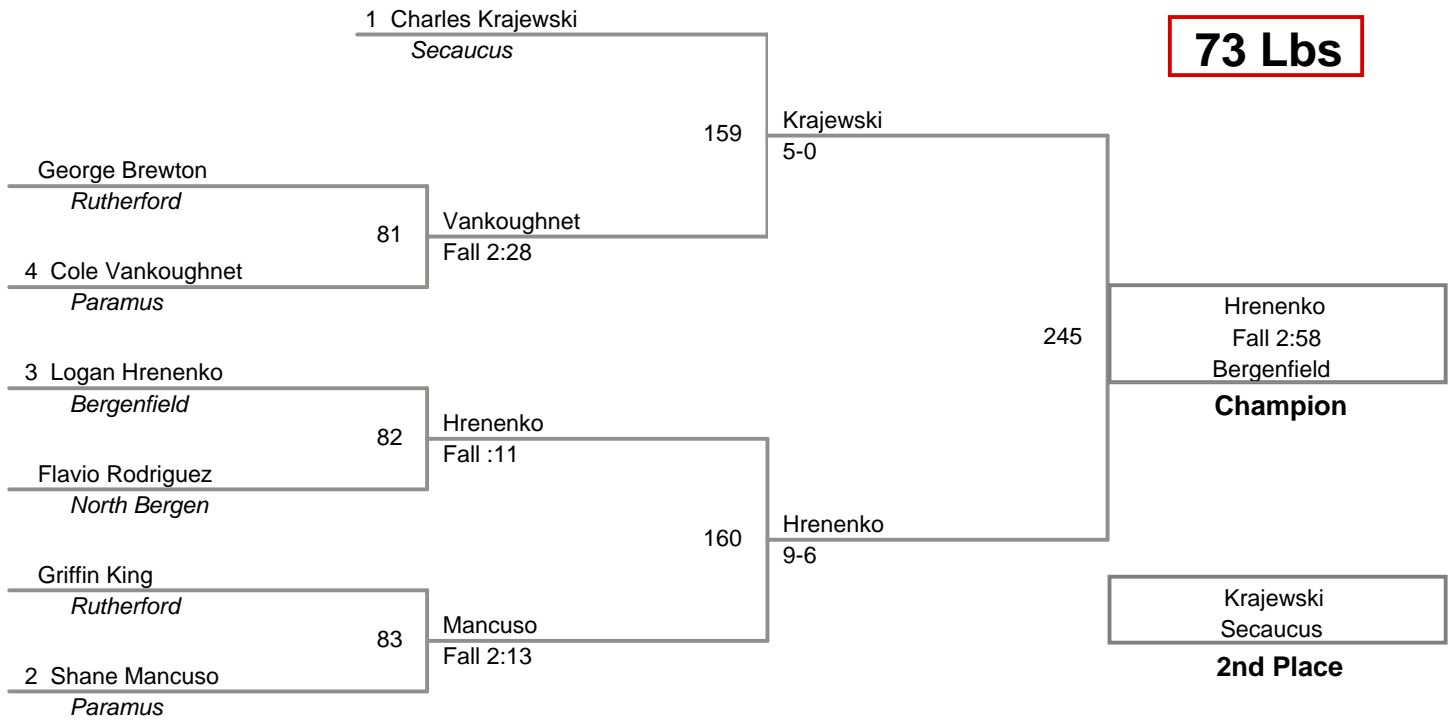 1 Charles Krajewski
Secaucus
73 Lbs
159
Krajewski
5-0
George Brewton
Rutherford
81
Vankoughnet
Fall 2:28
4 Cole Vankoughnet
Paramus
245
Hrenenko
Fall 2:58
Bergenfield
Champion
3 Logan Hrenenko
Bergenfield
82
Hrenenko
Fall :11
Flavio Rodriguez
North Bergen
160
Hrenenko
9-6
Griffin King
Rutherford
83
Mancuso
Fall 2:13
2 Shane Mancuso
Paramus
Krajewski
Secaucus
2nd Place